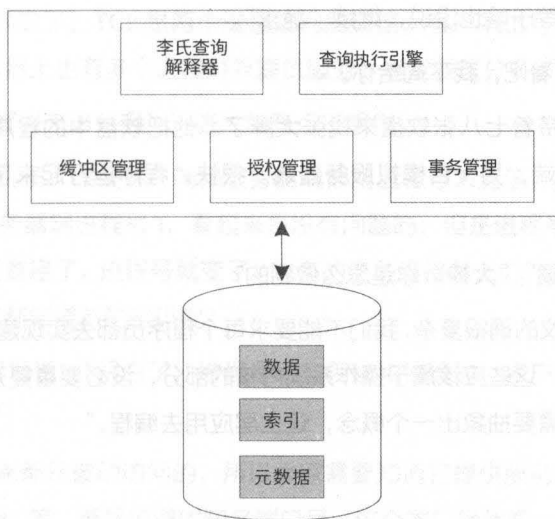 李氏查询
解释器
查询执行引擎
缓冲区管理
授权管理
事务管理
数据
索引
元数据